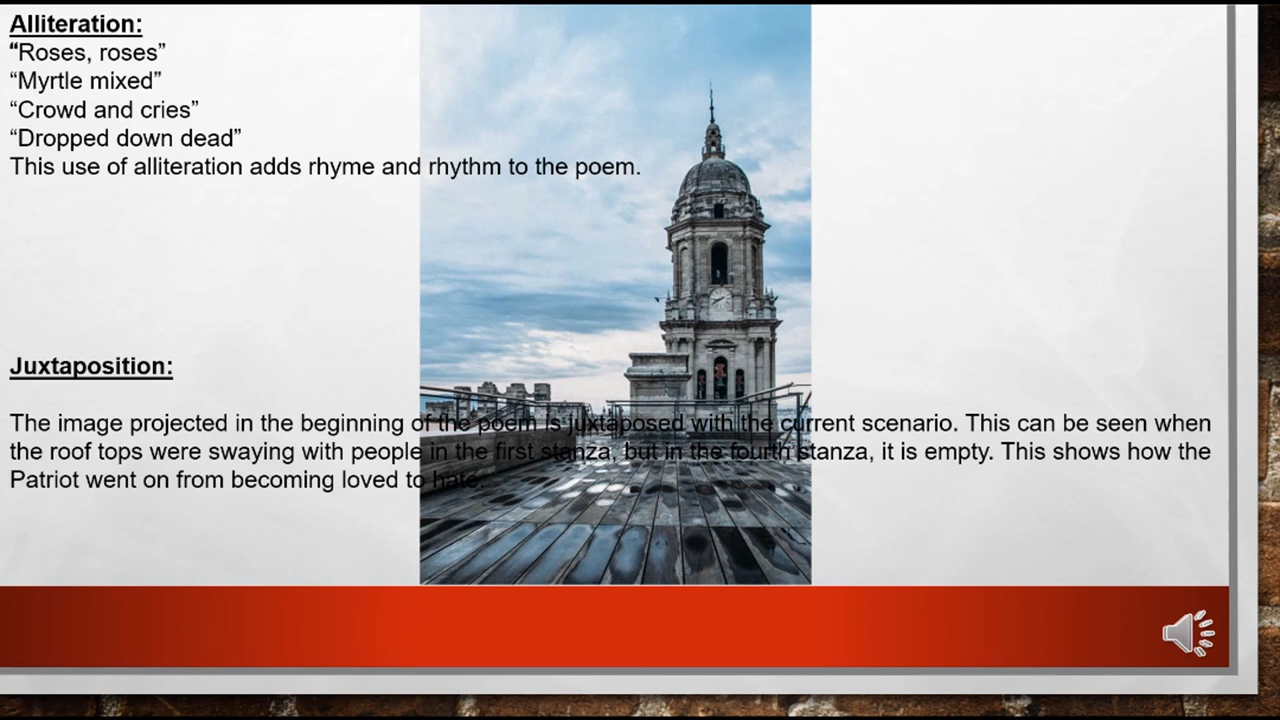 Alliteration:
“Roses, roses”
“Myrtle mixed”
“Crowd and cries”
“Dropped down dead”
This use of alliteration adds rhyme and rhythm to the poem.
Juxtaposition:
The image projected in the beginning of the poem is juxtaposed with the current scenario. This can be seen when
the roof tops were swaying with people in the first stanza, but in the fourth stanza, it is empty. This shows how the
Patriot went on from becoming loved to hate.